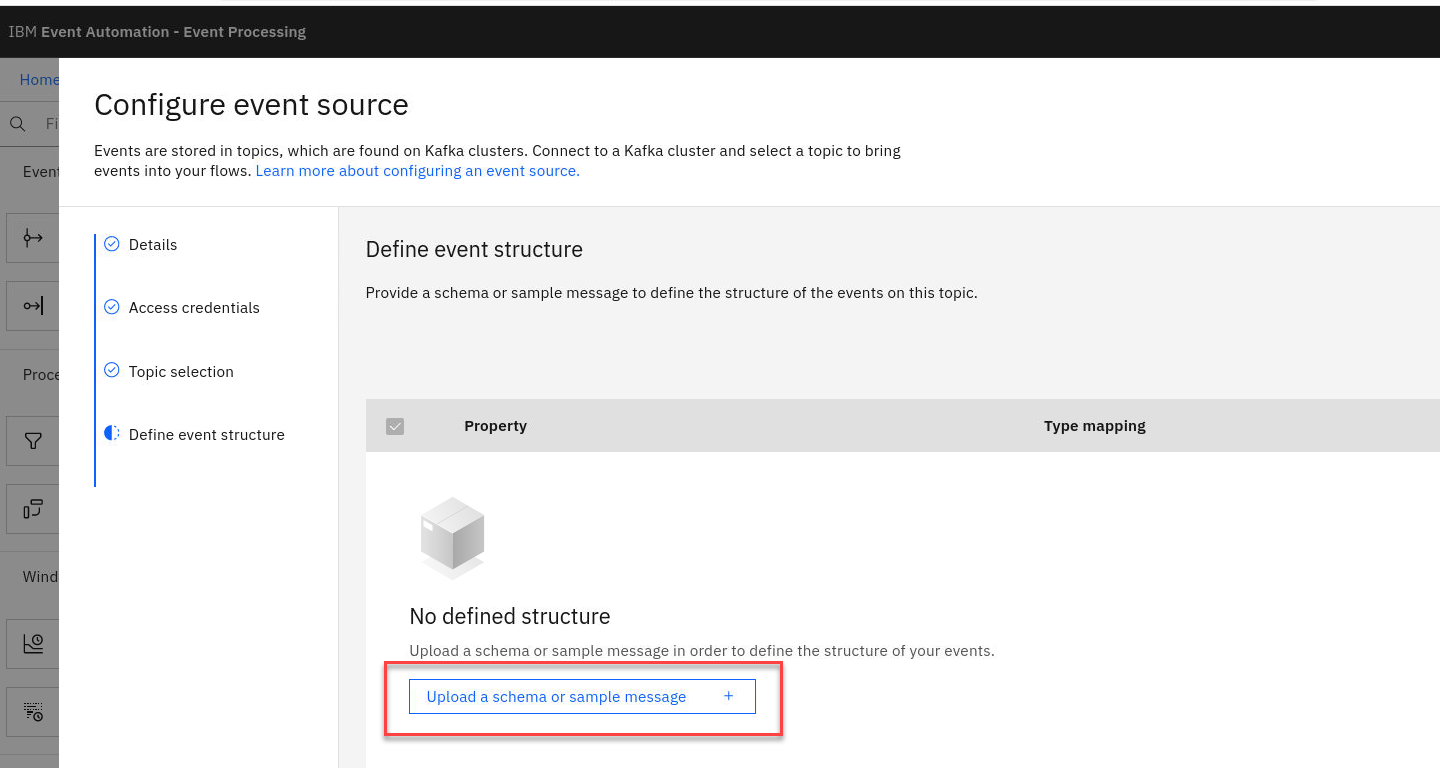 IBM Event Automation - Event Processing
Home
Fi
Configure event source
Events are stored in topics, which are found on Kafka clusters. Connect to a Kafka cluster and select a topic to bring
events into your flows. Learn more about configuring an event source.
Event
Proce
Wind
Details
Access credentials
Topic selection
Define event structure
Define event structure
Provide a schema or sample message to define the structure of the events on this topic.
Property
Type mapping
No defined structure
Upload a schema or sample message in order to define the structure of your events.
Upload a schema or sample message +